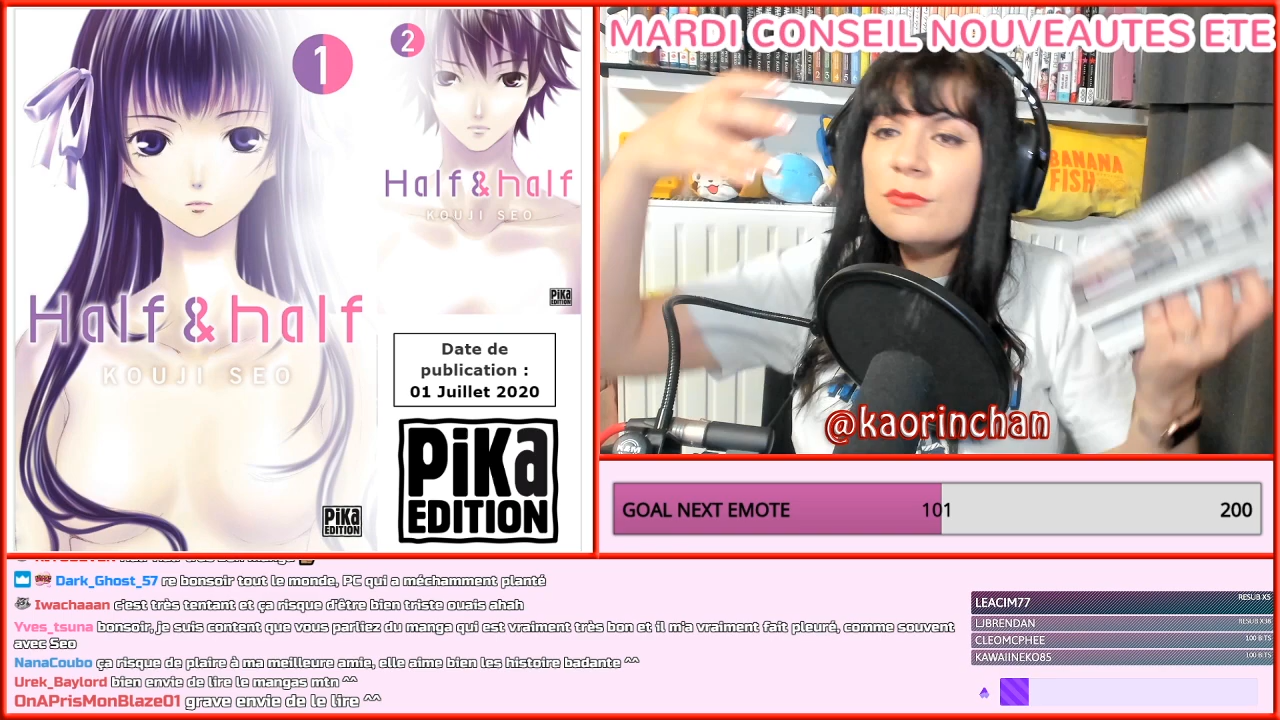 1
2
Half & half
KOUJI SEO
Half & half
KOUJI SEO
PiKa
EDITION
PiKa
EDITION
Date de
publication :
01 Juillet 2020
PiKa
EDITION
MARDI CONSEIL NOUVEAUTES ETE
BANANA
FISH
@kaorinchan
GOAL NEXT EMOTE 101 200
Dark_Ghost_57 re bonsoir tout le monde, PC qui a méchamment planté
Iwachaaan c'est très tentant et ça risque d'être bien triste ouais ahah
Yves_tsuna bonsoir, je suis content que vous parliez du manga qui est vraiment très bon et il m'a vraiment fait pleuré, comme souvent
avec Seo
NanaCoubo ça risque de plaire à ma meilleure amie, elle aime bien les histoire badante ^^
Urek_Baylord bien envie de lire le mangas mtn ^^
OnAPrisMonBlaze01 grave envie de le lire ^^
LEACIM77 RESUB X5
LJBRENDAN RESUB X38
CLEOMCPHEE 100 BITS
KAWAIINEKO85 100 BITS